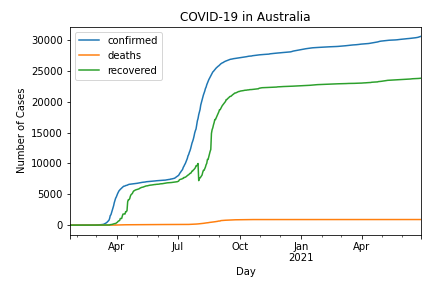 COVID-19 in Australia
confirmed
deaths
recovered
Number of Cases
30000
25000
20000
15000
10000
5000
0
Apr Jul Oct Jan Apr
2021
Day